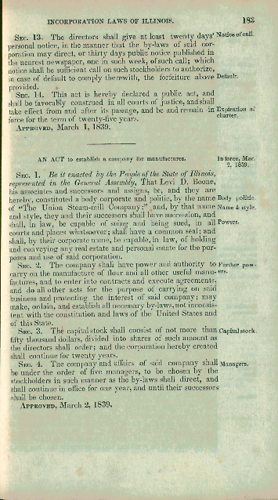 INCORPORATION LAWS OF ILLINOIS. 183
SEC. 13. The directors shall give at least twenty days' Notice of call.
personal notice, in the manner that the by-laws of said cor-
poration may direct, or thirty days public notice published in
the nearest newspaper, one in such week, of such call; which
notice shall be sufficient call on such stockholders to authorize,
in case of default to comply therewith, the forfeiture above Default.
provided.
SEC. 14. This act is hereby declared a public act, and
shall be favorably construed in all courts of justice, and shall
take effect from and after its passage, and be and remain in Expiration of
force for the term of twenty-five years. charter.
APPROVED, March 1, 1839.
AN ACT to establish a company for manufactures. In force, Mar.
2, 1839.
SEC. 1. Be it enacted by the People of the State of Illinois,
represented in the General Assembly, That Levi D. Boone,
his associates and successors and assigns, be, and they are
hereby, constituted a body corporate and politic, by the name Body politic.
of "The Union Steam-mill Company;" and, by that name Name & style.
and style, they and their successors shall have succession, and
shall, in law, be capable of suing and being sued, in all Powers.
courts and places whatsoever; shall have a common seal; and
shall, by their corporate name, be capable, in law, of holding
and conveying any real estate and personal estate for the pur-
poses and use of said corporation.
SEC. 2. The company shall have power and authority to Further pow-
carry on the manufacture of flour and all other useful manu- ers.
factures, and to enter into contracts and execute agreements,
and do all other acts for the purpose of carrying on said
business and protecting the interest of said company; may
make, ordain, and establish all necessary by-laws, not inconsis-
tent with the constitution and laws of the United States and
of this State.
SEC. 3. The capital stock shall consist of not more than Capital stock.
fifty thousand dollars, divided into shares of such amount as
the directors shall order; and the corporation hereby created
shall continue for twenty years.
SEC. 4. The company and affairs of said company shall Managers.
be under the order of five managers, to be chosen by the
stockholders in such manner as the by-laws shall direct, and
shall continue in office for one year, and until their successors
shall be chosen.
APPROVED, March 2, 1839.